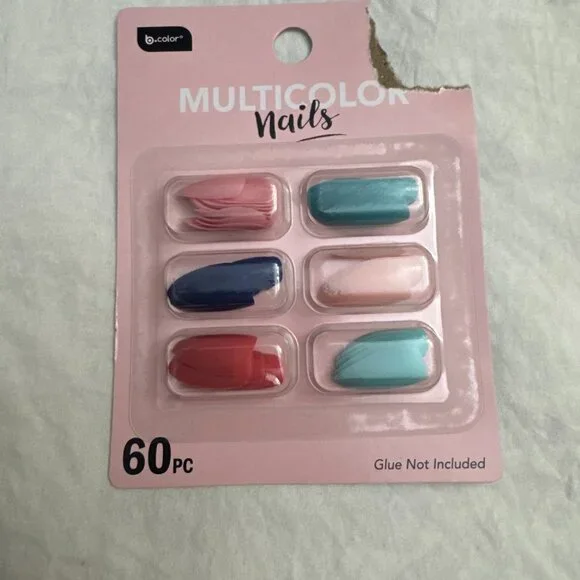 b.color®
MULTICOLOR
Nails
60PC
Glue Not Included